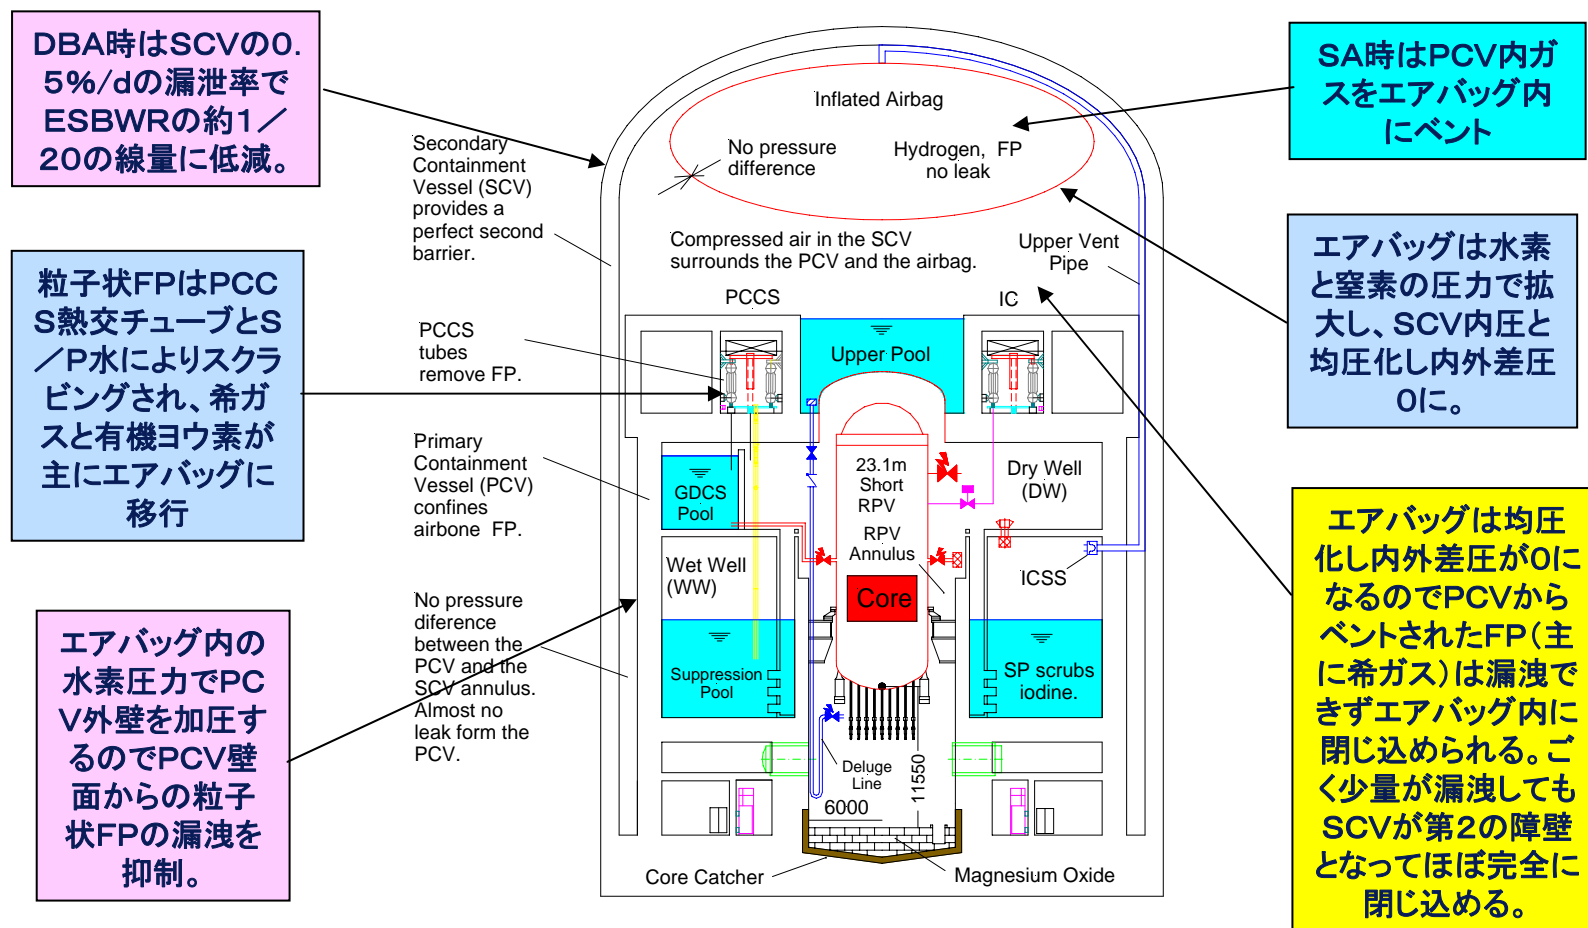 DBA時はSCVの0.
5%/dの漏泄率で
ESBWRの約1／
20の線量に低減。
粒子状FPはPCC
S熱交チューブとS
／P水によりスクラ
ビングされ、希ガ
スと有機ヨウ素が
主にエアバッグに
移行
エアバッグ内の
水素圧力でPC
V外壁を加圧す
るのでPCV壁
面からの粒子
状FPの漏洩を
抑制。
Secondary
Containment
Vessel (SCV)
provides a
perfect second
barrier.
PCCS
tubes
remove FP.
Primary
Containment
Vessel (PCV)
confines
airbone FP.
No pressure
diference
between the
PCV and the
SCV annulus.
Almost no
leak form the
PCV.
Inflated Airbag
No pressure
difference
Hydrogen, FP
no leak
Compressed air in the SCV
surrounds the PCV and the airbag.
Upper Vent
Pipe
PCCS
IC
Upper Pool
GDCS
Pool
23.1m
Short
RPV
RPV
Annulus
Dry Well
(DW)
Wet Well
(WW)
ICSS
Core
Suppression
Pool
SP scrubs
iodine.
Deluge
Line
11550
6000
Core Catcher
Magnesium Oxide
SA時はPCV内ガ
スをエアバッグ内
にベント
エアバッグは水素
と窒素の圧力で拡
大し、SCV内圧と
均圧化し内外差圧
0に。
エアバッグは均圧
化し内外差圧が0に
なるのでPCVから
ベントされたFP(主
に希ガス)は漏洩で
きずエアバッグ内に
閉じ込められる。ご
く少量が漏洩しても
SCVが第2の障壁
となってほぼ完全に
閉じ込める。